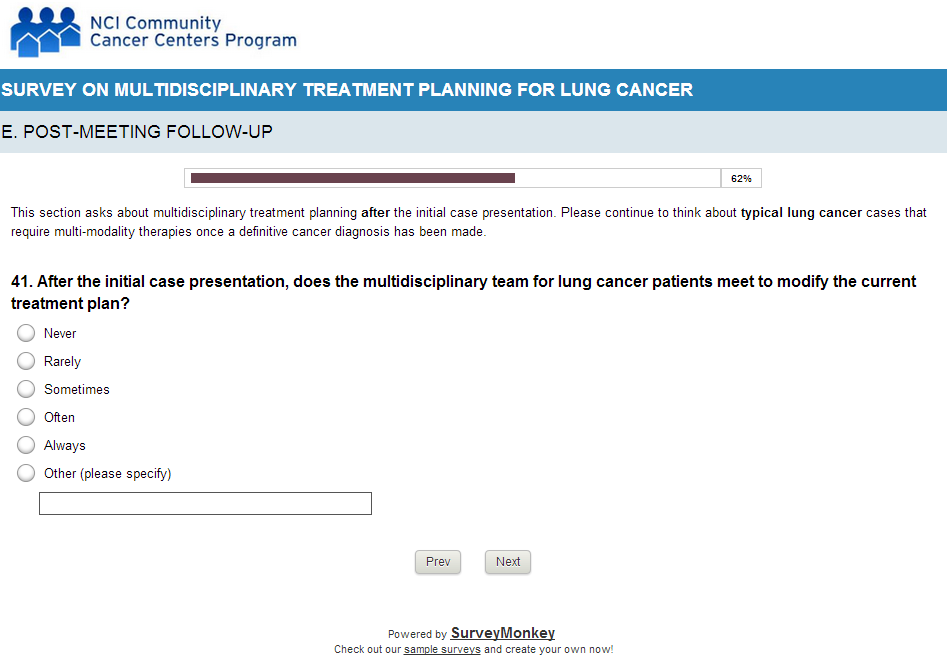 NCI Community
Cancer Centers Program
SURVEY ON MULTIDISCIPLINARY TREATMENT PLANNING FOR LUNG CANCER
E. POST-MEETING FOLLOW-UP
62%
This section asks about multidisciplinary treatment planning after the initial case presentation. Please continue to think about typical lung cancer cases that
require multi-modality therapies once a definitive cancer diagnosis has been made.
41. After the initial case presentation, does the multidisciplinary team for lung cancer patients meet to modify the current
treatment plan?
Never
Rarely
Sometimes
Often
Always
Other (please specify)
Prev Next
Powered by SurveyMonkey
Check out our sample surveys and create your own now!